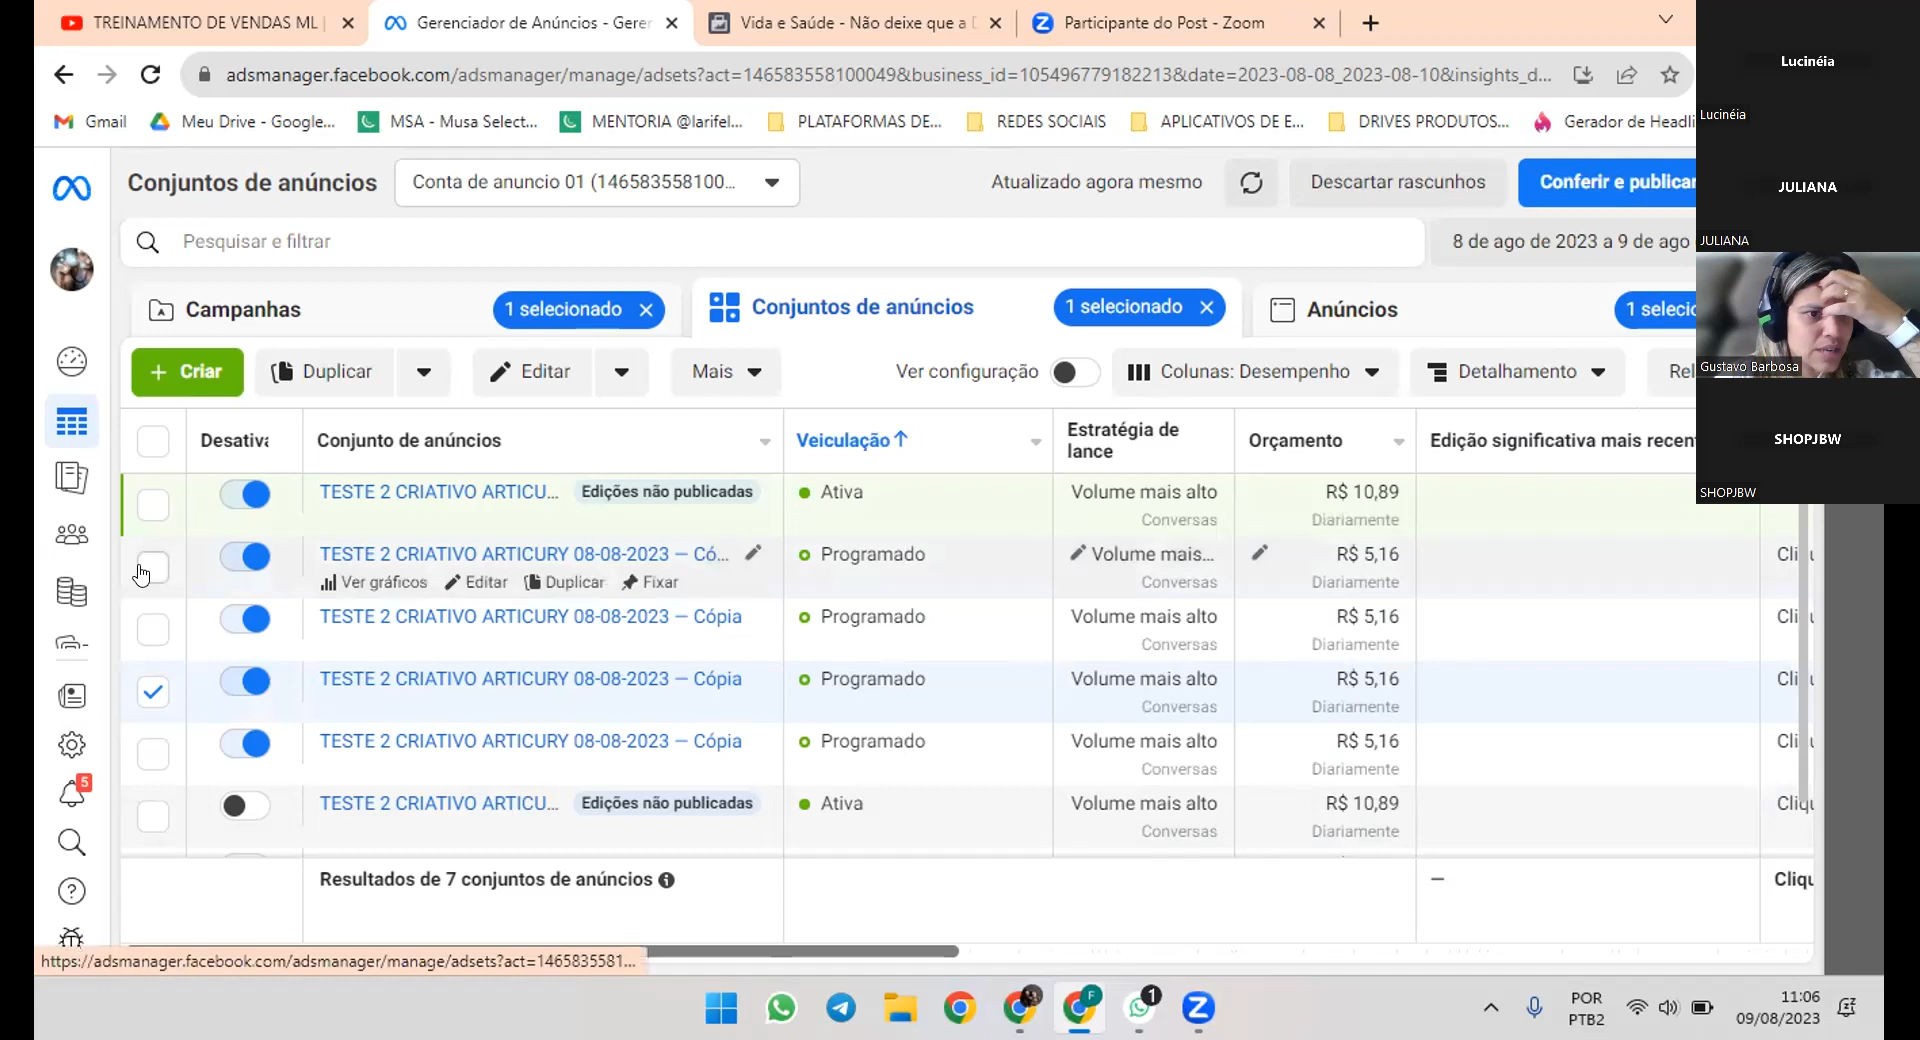 TREINAMENTO DE VENDAS ML |
Gerenciador de Anúncios - Geren
Vida e Saúde - Não deixe que a D
Participante do Post - Zoom
adsmanager.facebook.com/adsmanager/manage/adsets?act=146583558100049&business_id=105496779182213&date=2023-08-08_2023-08-10&insights_d...
Gmail
Meu Drive - Google...
MSA - Musa Select...
MENTORIA @larifel...
PLATAFORMAS DE...
REDES SOCIAIS
APLICATIVOS DE E...
DRIVES PRODUTOS...
Gerador de Headli
Lucinéia
Lucinéia
JULIANA
JULIANA
Gustavo Barbosa
SHOPJBW
SHOPJBW
Conjuntos de anúncios
Conta de anuncio 01 (146583558100...
Atualizado agora mesmo
Descartar rascunhos
Conferir e publicar
Pesquisar e filtrar
8 de ago de 2023 a 9 de ago
Campanhas
1 selecionado
Conjuntos de anúncios
1 selecionado
Anúncios
1 selecio
+ Criar
Duplicar
Editar
Mais
Ver configuração
Colunas: Desempenho
Detalhamento
Rel
Desativa
Conjunto de anúncios
Veiculação↑
Estratégia de
lance
Orçamento
Edição significativa mais recen
TESTE 2 CRIATIVO ARTICU... Edições não publicadas
Ativa
Volume mais alto
Conversas
R$ 10,89
Diariamente
TESTE 2 CRIATIVO ARTICURY 08-08-2023 — Có...
Ver gráficos Editar Duplicar Fixar
Programado
Volume mais...
Conversas
R$ 5,16
Diariamente
TESTE 2 CRIATIVO ARTICURY 08-08-2023 — Cópia
Programado
Volume mais alto
Conversas
R$ 5,16
Diariamente
TESTE 2 CRIATIVO ARTICURY 08-08-2023 — Cópia
Programado
Volume mais alto
Conversas
R$ 5,16
Diariamente
TESTE 2 CRIATIVO ARTICURY 08-08-2023 — Cópia
Programado
Volume mais alto
Conversas
R$ 5,16
Diariamente
TESTE 2 CRIATIVO ARTICU... Edições não publicadas
Ativa
Volume mais alto
Conversas
R$ 10,89
Diariamente
Resultados de 7 conjuntos de anúncios
—
Cliqu
5
https://adsmanager.facebook.com/adsmanager/manage/adsets?act=1465835581...
F
1
POR
PTB2
11:06
09/08/2023